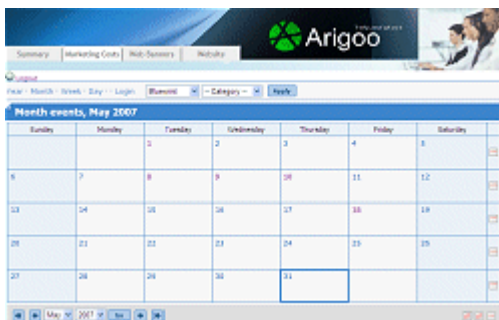 Arigoo
Summary Marketing Costs Web Banners Website
Logout
Year - Month - Week - Day - - Login Bluewind -- Category -- Apply
Month events, May 2007
Sunday Monday Tuesday Wednesday Thursday Friday Saturday
1 2 3 4 5
6 7 8 9 10 11 12
13 14 15 16 17 18 19
20 21 22 23 24 25 26
27 28 29 30 31
May 2007